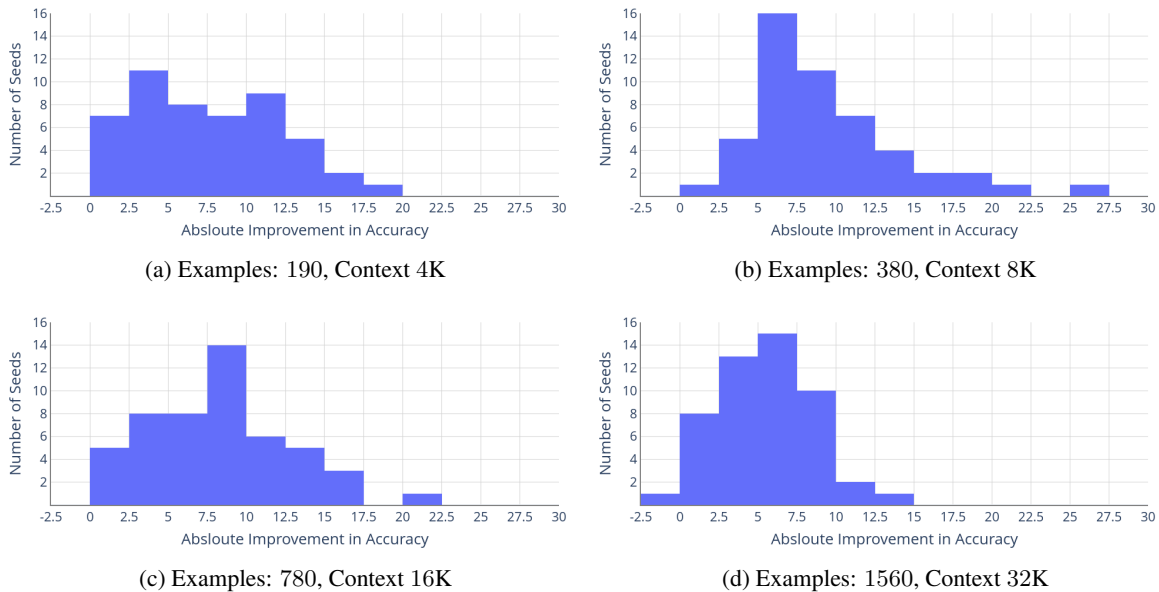 16
14
12
10
8
6
4
2
Number of Seeds
-2.5 0 2.5 5 7.5 10 12.5 15 17.5 20 22.5 25 27.5 30
Absloute Improvement in Accuracy
(a) Examples: 190, Context 4K
16
14
12
10
8
6
4
2
Number of Seeds
-2.5 0 2.5 5 7.5 10 12.5 15 17.5 20 22.5 25 27.5 30
Absloute Improvement in Accuracy
(b) Examples: 380, Context 8K
16
14
12
10
8
6
4
2
Number of Seeds
-2.5 0 2.5 5 7.5 10 12.5 15 17.5 20 22.5 25 27.5 30
Absloute Improvement in Accuracy
(c) Examples: 780, Context 16K
16
14
12
10
8
6
4
2
Number of Seeds
-2.5 0 2.5 5 7.5 10 12.5 15 17.5 20 22.5 25 27.5 30
Absloute Improvement in Accuracy
(d) Examples: 1560, Context 32K